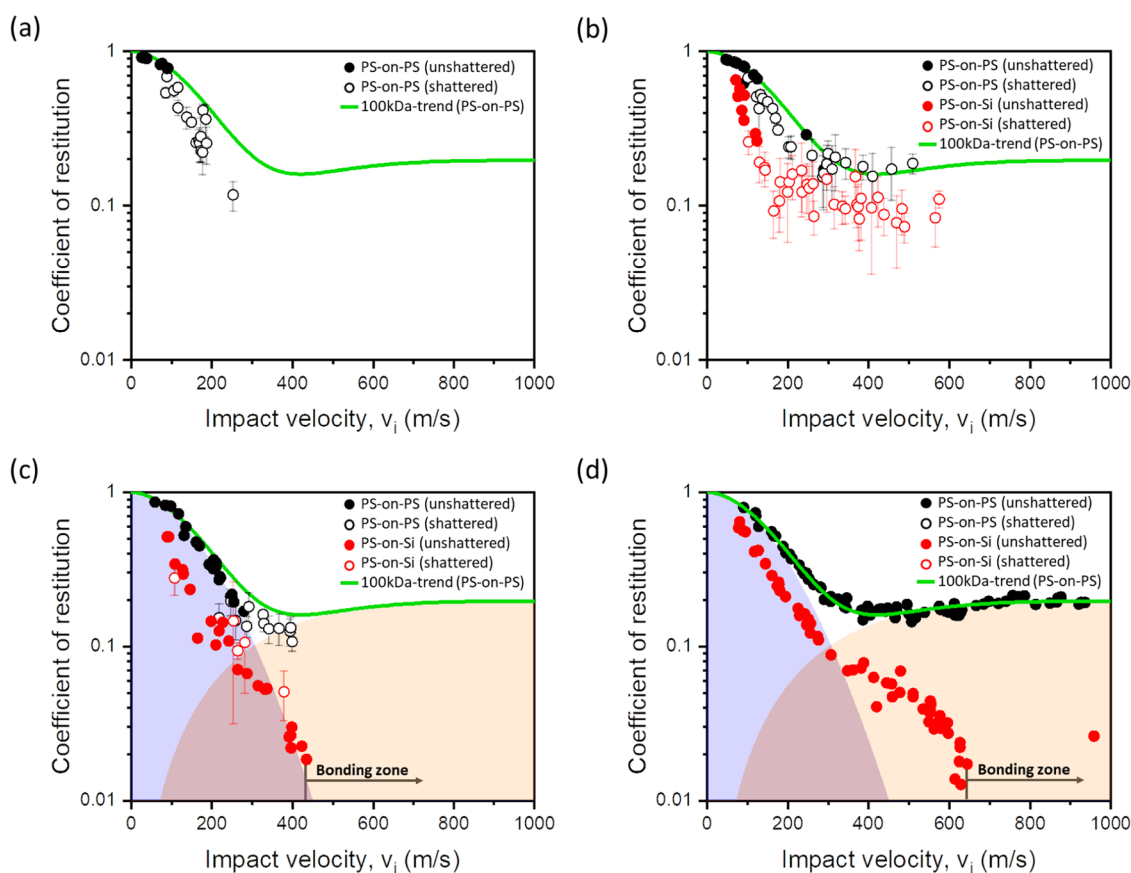 (a)
PS-on-PS (unshattered)
PS-on-PS (shattered)
100kDa-trend (PS-on-PS)
1
0.1
0.01
Coefficient of restitution
0 200 400 600 800 1000
Impact velocity, vi (m/s)
(b)
PS-on-PS (unshattered)
PS-on-PS (shattered)
PS-on-Si (unshattered)
PS-on-Si (shattered)
100kDa-trend (PS-on-PS)
1
0.1
0.01
Coefficient of restitution
0 200 400 600 800 1000
Impact velocity, vi (m/s)
(c)
PS-on-PS (unshattered)
PS-on-PS (shattered)
PS-on-Si (unshattered)
PS-on-Si (shattered)
100kDa-trend (PS-on-PS)
1
0.1
0.01
Coefficient of restitution
Bonding zone
0 200 400 600 800 1000
Impact velocity, vi (m/s)
(d)
PS-on-PS (unshattered)
PS-on-PS (shattered)
PS-on-Si (unshattered)
PS-on-Si (shattered)
100kDa-trend (PS-on-PS)
1
0.1
0.01
Coefficient of restitution
Bonding zone
0 200 400 600 800 1000
Impact velocity, vi (m/s)